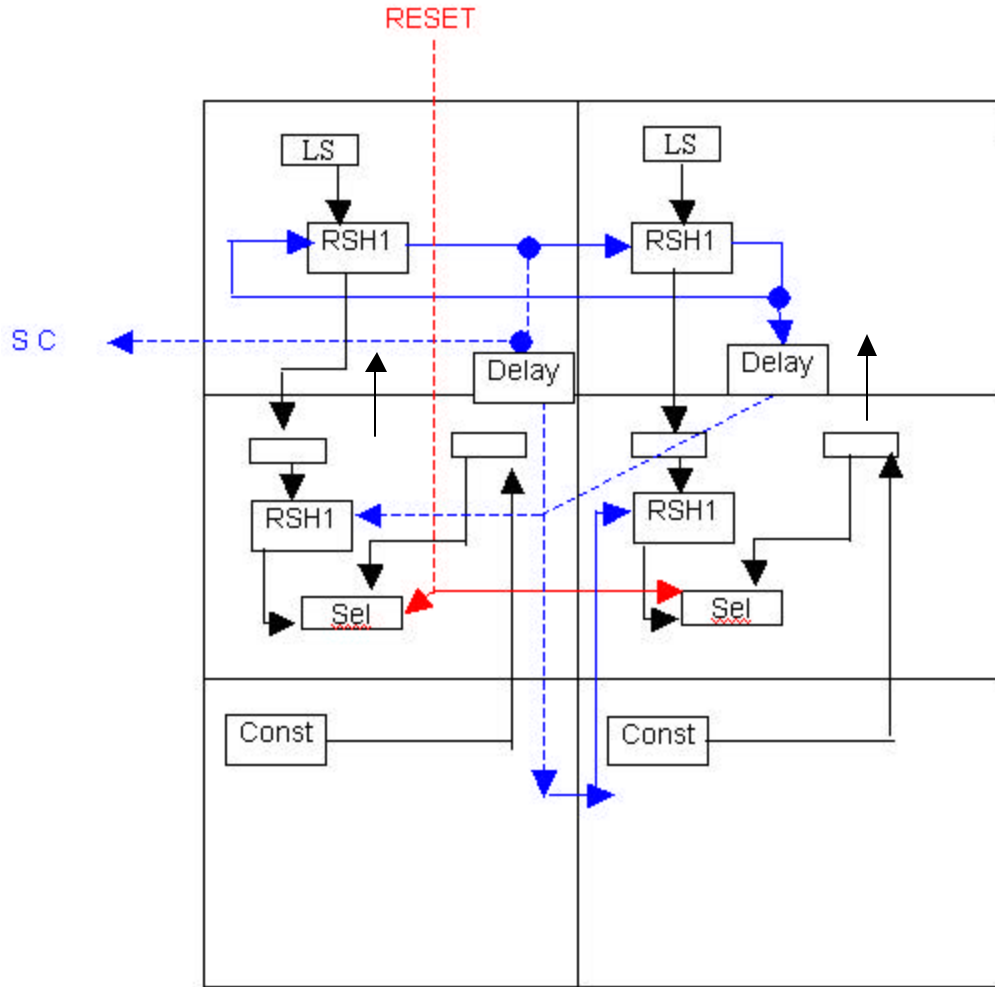 RESET
LS
LS
RSH1
RSH1
S C
Delay
Delay
RSH1
RSH1
Sel
Sel
Const
Const